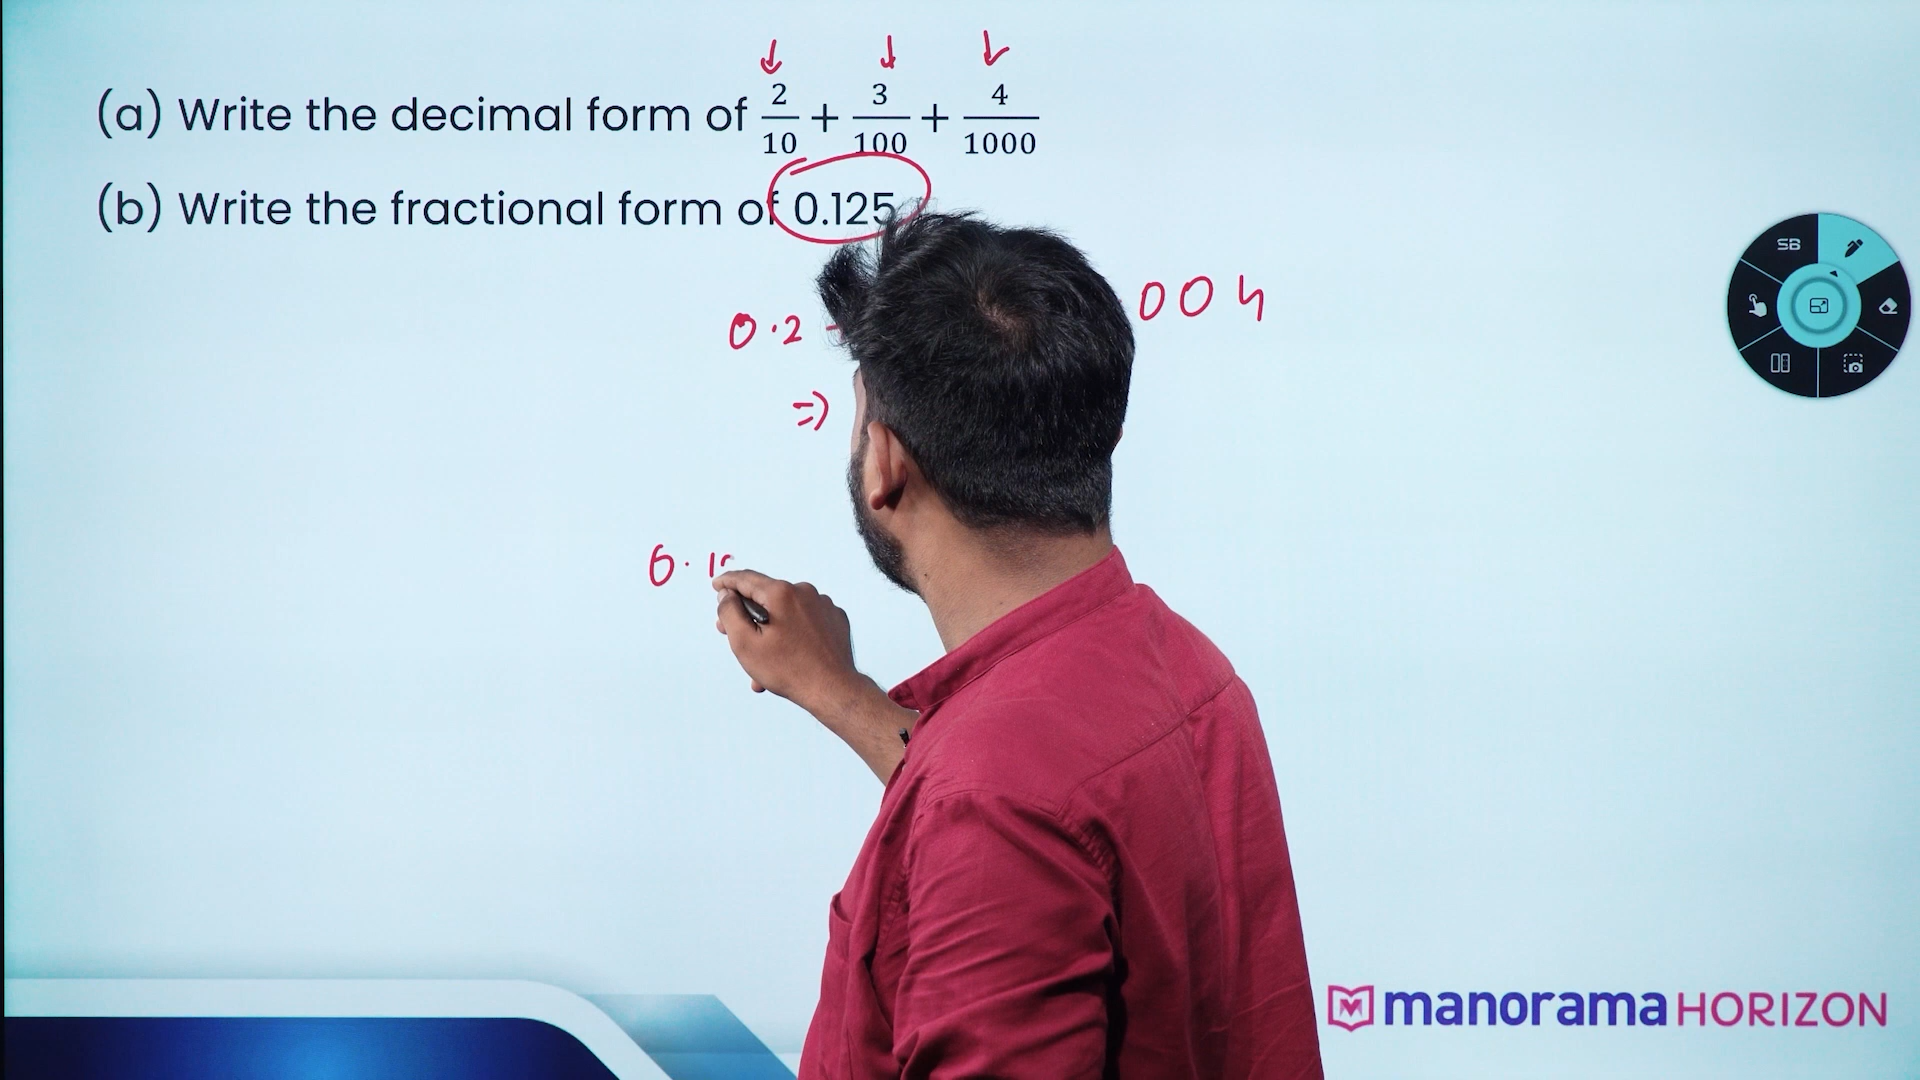 (a) Write the decimal form of 2/10 + 3/100 + 4/1000
(b) Write the fractional form of 0.125
0.2
004
=>
0.1
SB
manorama HORIZON